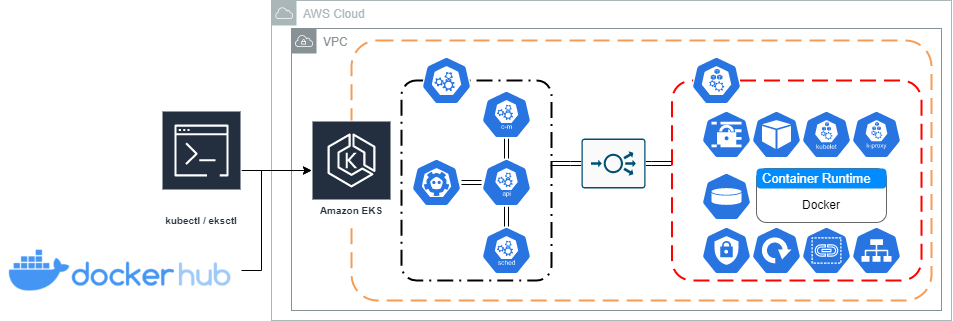 AWS Cloud
VPC
kubectl / eksctl
Amazon EKS
c-m
api
sched
kubelet
k-proxy
Container Runtime
Docker
dockerhub